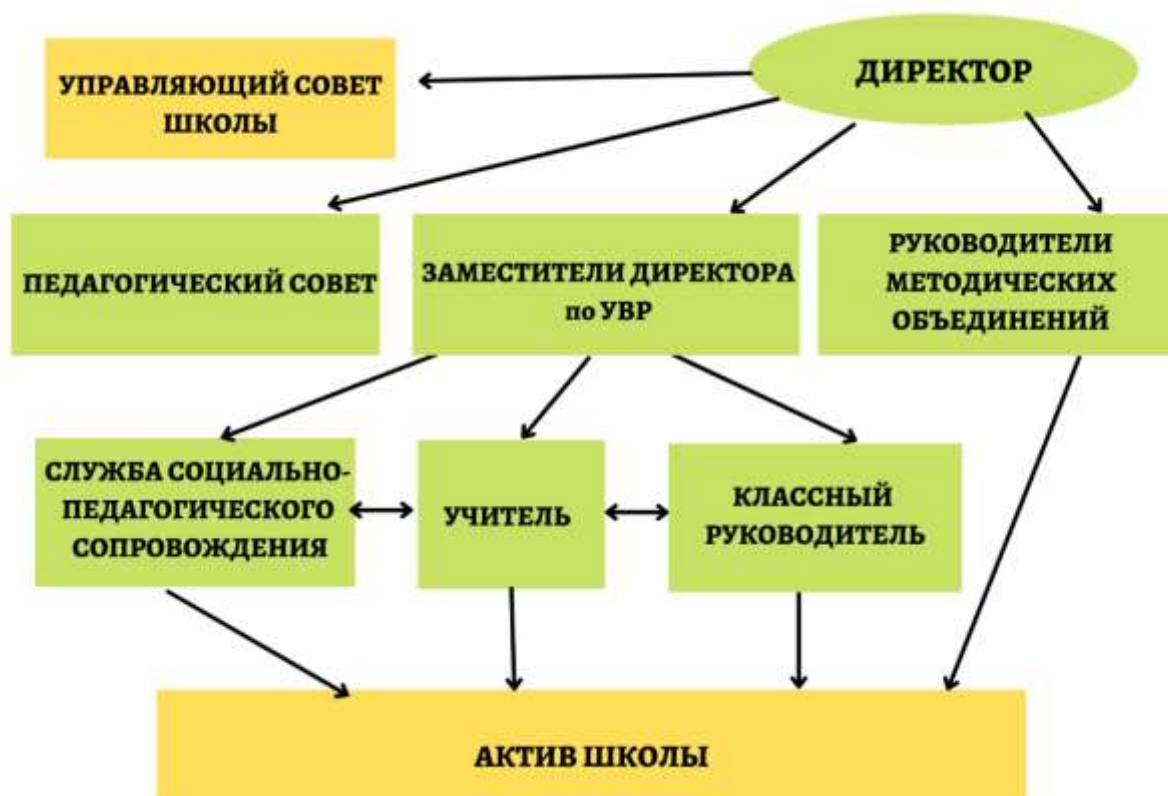 УПРАВЛЯЮЩИЙ СОВЕТ
ШКОЛЫ
ДИРЕКТОР
ПЕДАГОГИЧЕСКИЙ СОВЕТ
ЗАМЕСТИТЕЛИ ДИРЕКТОРА
по УВР
РУКОВОДИТЕЛИ
МЕТОДИЧЕСКИХ
ОБЪЕДИНЕНИЙ
СЛУЖБА СОЦИАЛЬНО-
ПЕДАГОГИЧЕСКОГО
СОПРОВОЖДЕНИЯ
УЧИТЕЛЬ
КЛАССНЫЙ
РУКОВОДИТЕЛЬ
АКТИВ ШКОЛЫ